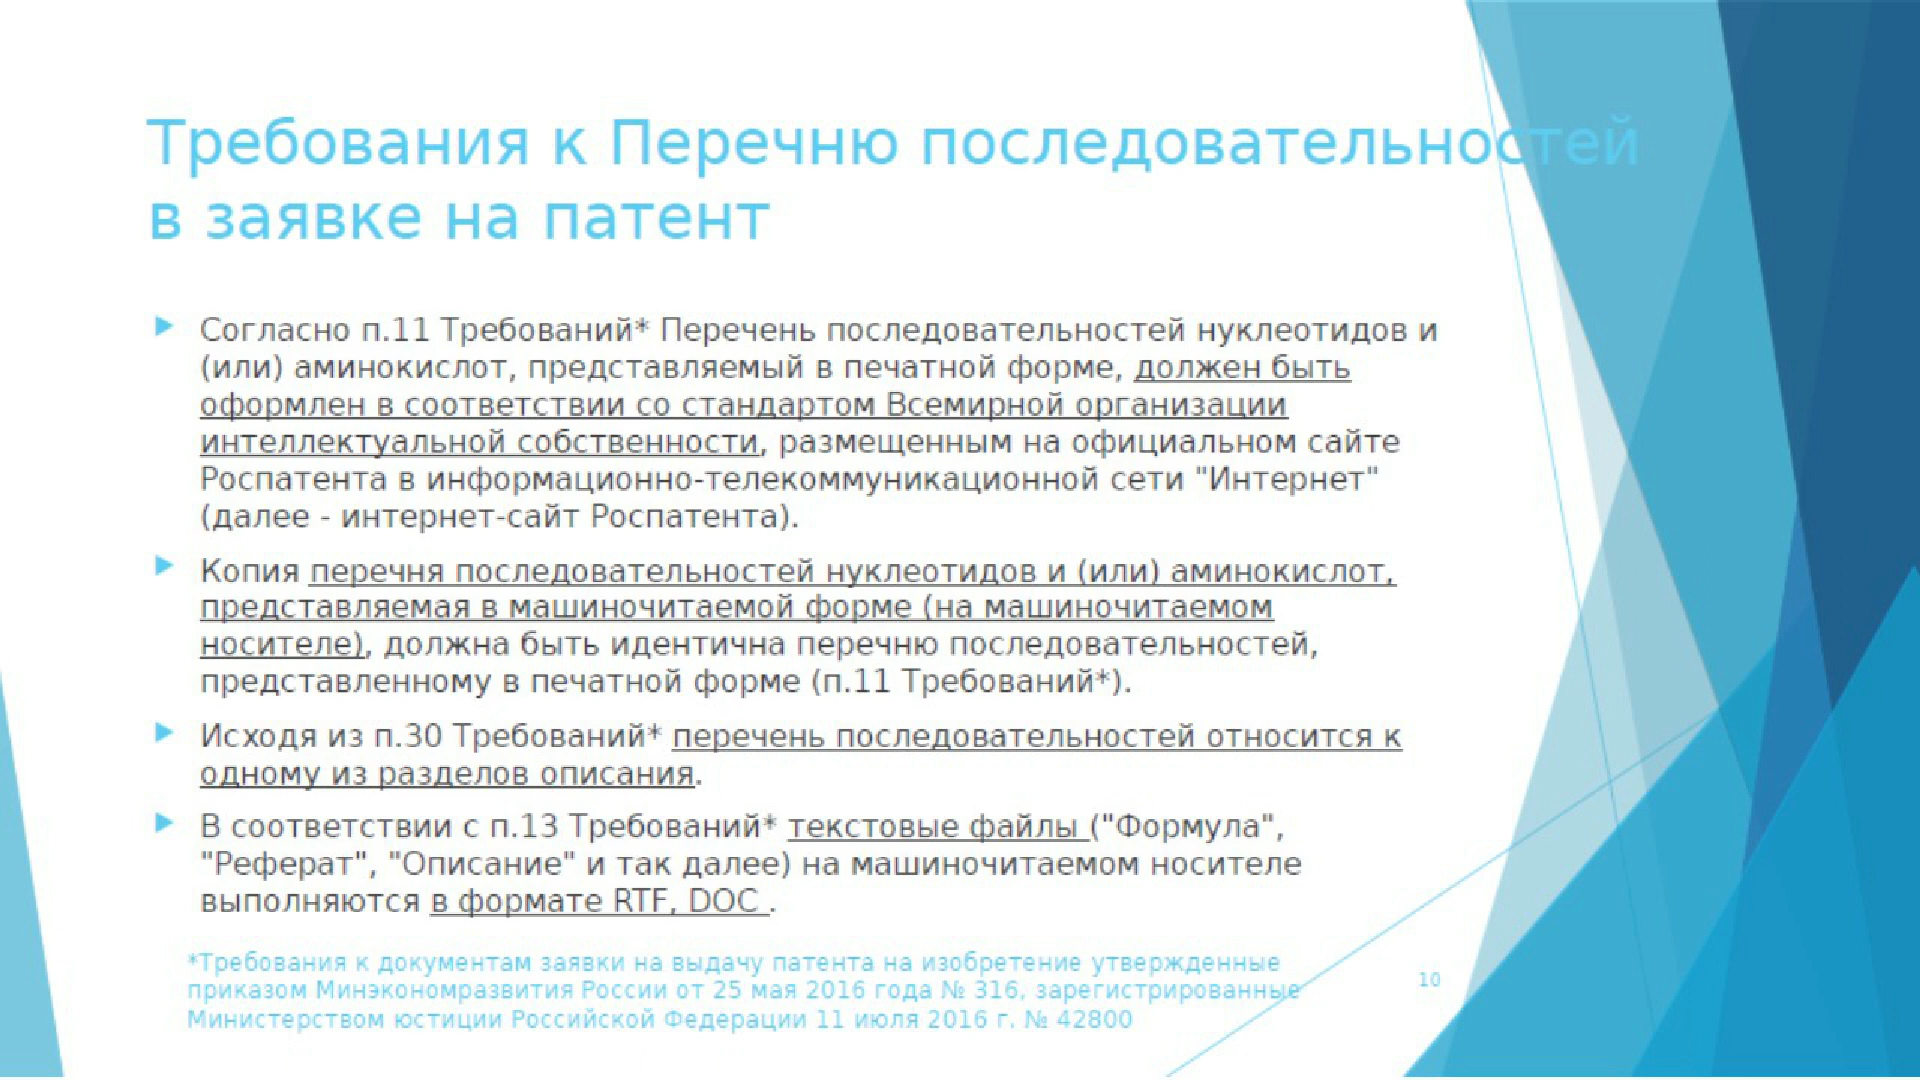 Требования к Перечню последовательностей
в заявке на патент
Согласно п.11 Требований* Перечень последовательностей нуклеотидов и
(или) аминокислот, представляемый в печатной форме, должен быть
оформлен в соответствии со стандартом Всемирной организации
интеллектуальной собственности, размещенным на официальном сайте
Роспатента в информационно-телекоммуникационной сети "Интернет"
(далее - интернет-сайт Роспатента).
Копия перечня последовательностей нуклеотидов и (или) аминокислот,
представляемая в машиночитаемой форме (на машиночитаемом
носителе), должна быть идентична перечню последовательностей,
представленному в печатной форме (п.11 Требований*).
Исходя из п.30 Требований* перечень последовательностей относится к
одному из разделов описания.
В соответствии с п.13 Требований* текстовые файлы ("Формула",
"Реферат", "Описание" и так далее) на машиночитаемом носителе
выполняются в формате RTF, DOC .
*Требования к документам заявки на выдачу патента на изобретение утвержденные
приказом Минэкономразвития России от 25 мая 2016 года № 316, зарегистрированные
Министерством юстиции Российской Федерации 11 июля 2016 г. № 42800
10